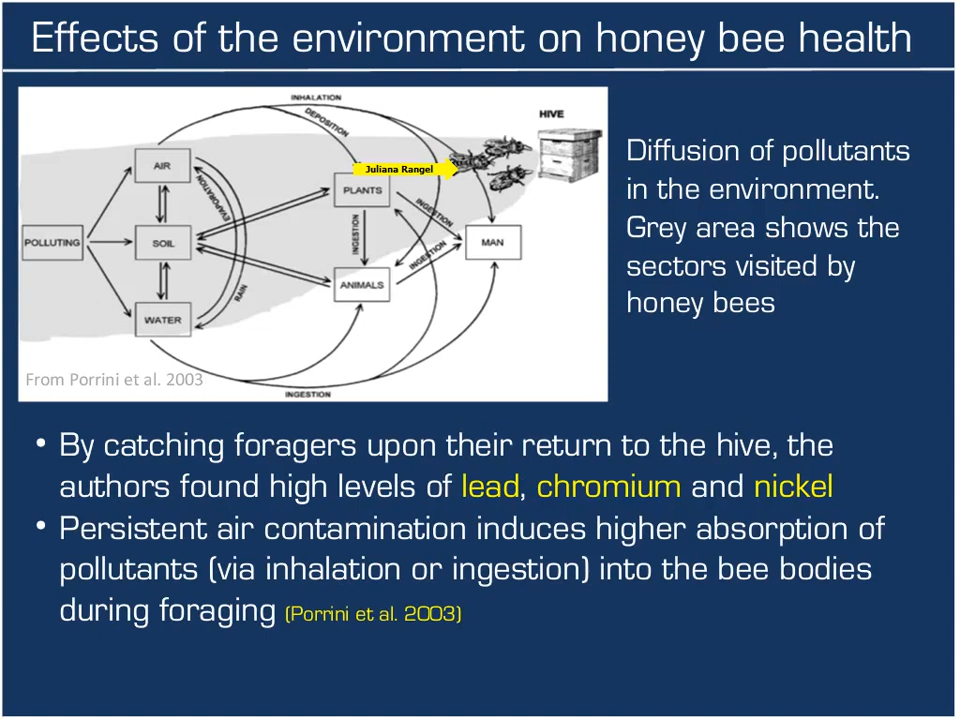 Effects of the environment on honey bee health
INHALATION
DEPOSITION
HIVE
AIR
Juliana Rangel
PLANTS
EVAPORATION
INGESTION
POLLUTING
SOIL
INGESTION
MAN
INGESTION
ANIMALS
RAIN
WATER
From Porrini et al. 2003
INGESTION
Diffusion of pollutants
in the environment.
Grey area shows the
sectors visited by
honey bees
• By catching foragers upon their return to the hive, the
authors found high levels of lead, chromium and nickel
• Persistent air contamination induces higher absorption of
pollutants (via inhalation or ingestion) into the bee bodies
during foraging (Porrini et al. 2003)